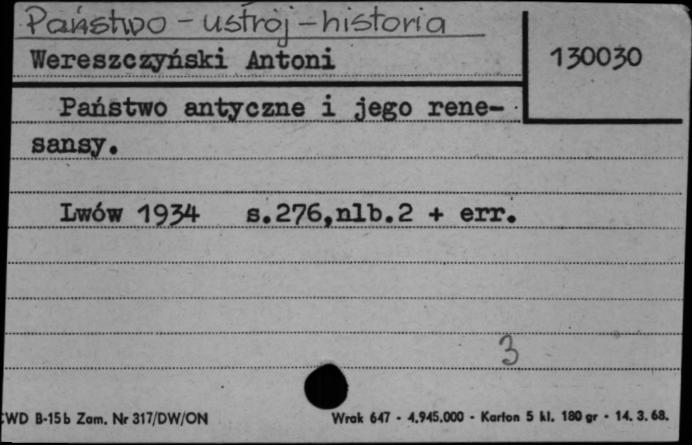 Państwo - ustrój - historia
Wereszczyński Antoni
130030
Państwo antyczne i jego rene-
sansy.
Lwów 1934 s.276,nlb.2 + err.
3
CWD B-15b Zam. Nr 317/DW/ON
Wrak 647 - 4.945.000 - Karton 5 kl. 180 gr - 14. 3. 68.